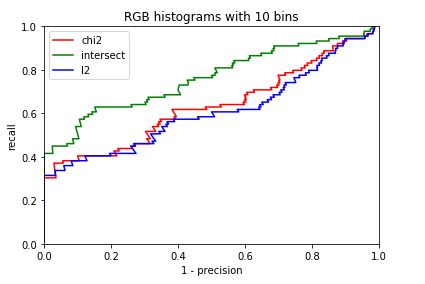 RGB histograms with 10 bins
chi2
intersect
l2
recall
1.0
0.8
0.6
0.4
0.2
0.0
0.0 0.2 0.4 0.6 0.8 1.0
1 - precision